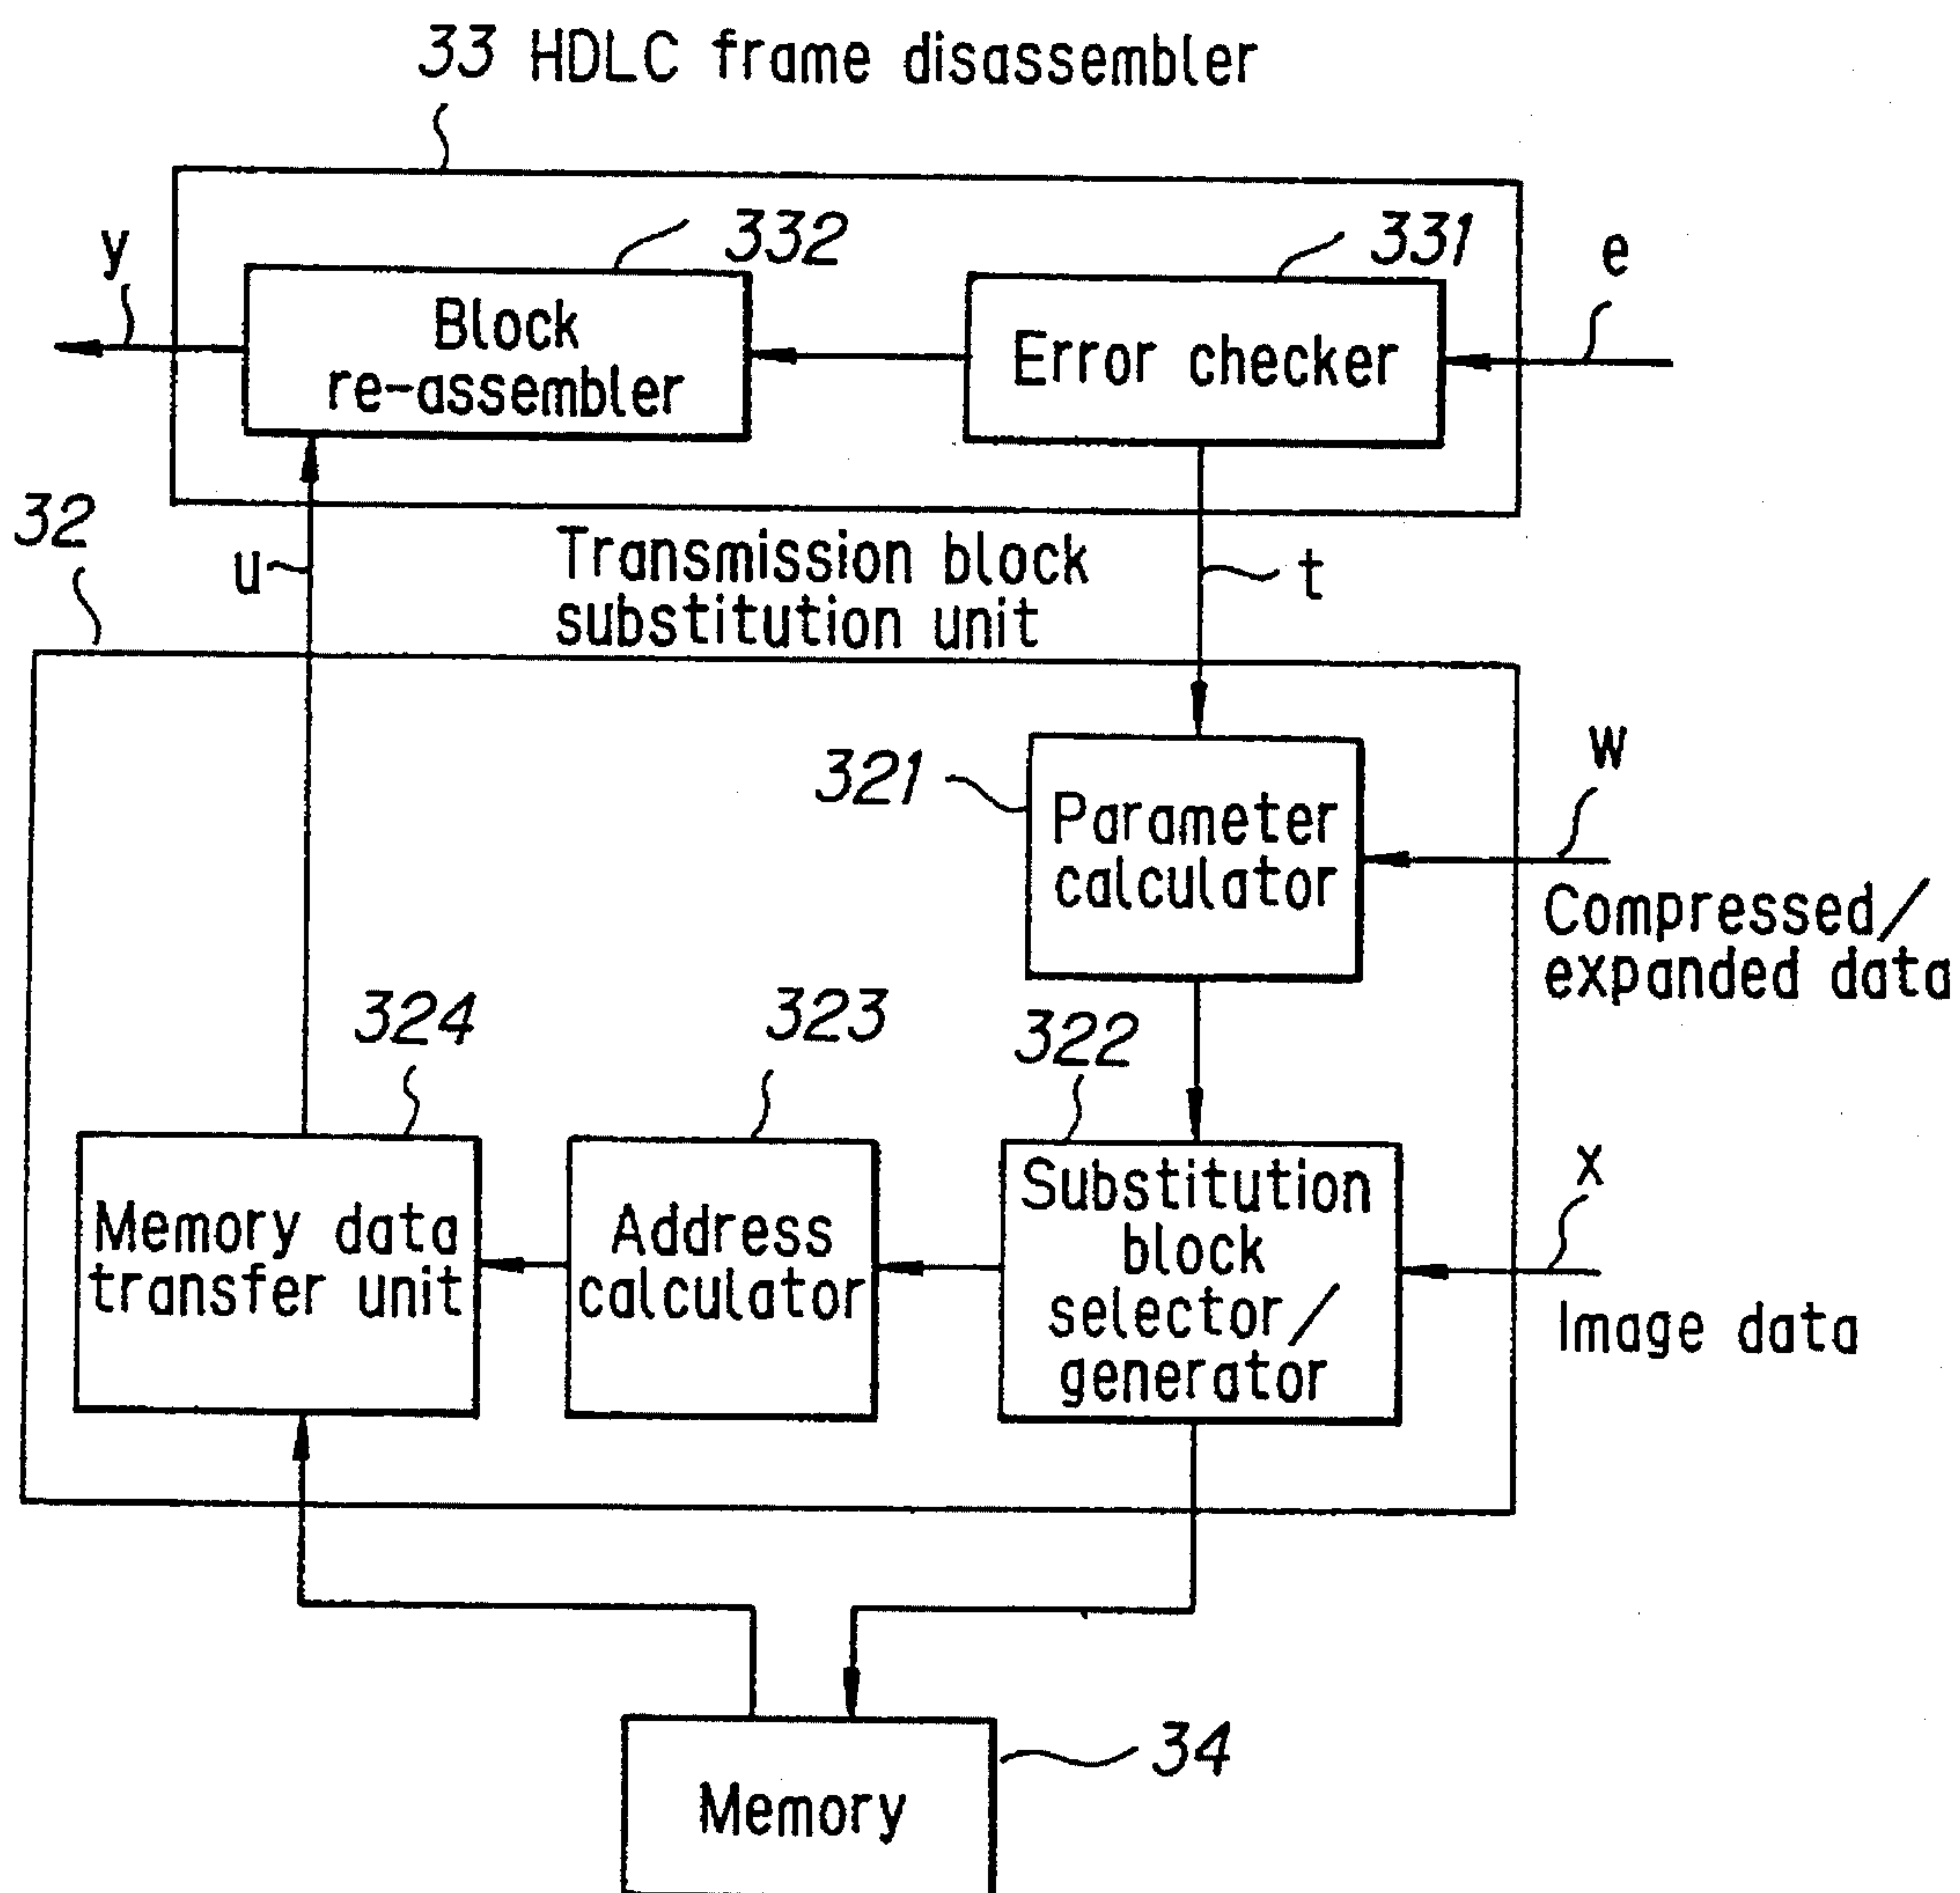 33 HDLC frame disassembler
y
332
331
e
Block
re-assembler
Error checker
32
u
Transmission block
substitution unit
t
321
Parameter
calculator
w
Compressed/
expanded data
324
323
322
Memory data
transfer unit
Address
calculator
Substitution
block
selector/
generator
x
Image data
34
Memory